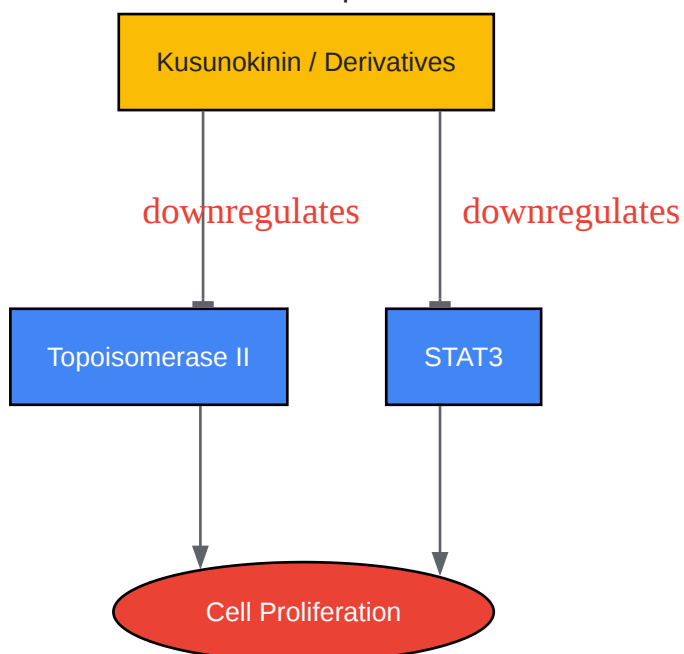 Kusunokinin / Derivatives
downregulates
downregulates
Topoisomerase II
STAT3
Cell Proliferation